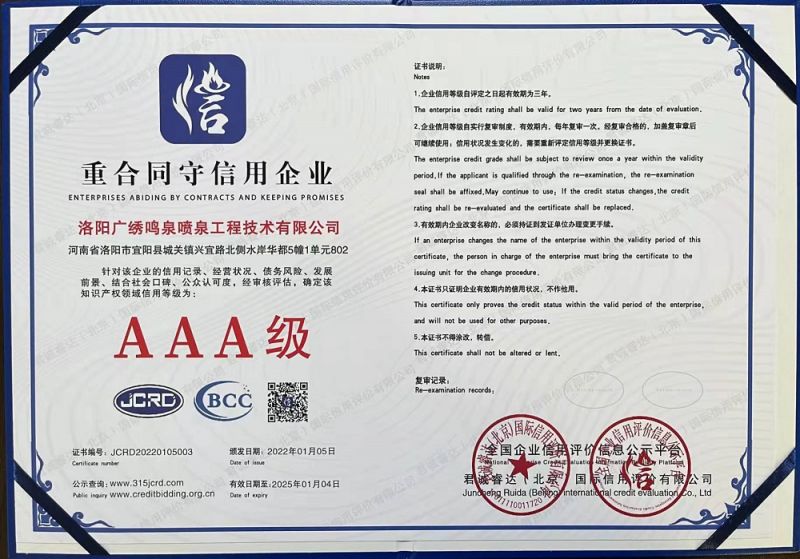 信
重合同守信用企业
ENTERPRISES ABIDING BY CONTRACTS AND KEEPING PROMISES
洛阳广绣鸣泉喷泉工程技术有限公司
河南省洛阳市宜阳县城关镇兴宜路北侧水岸华都5幢1单元802
针对该企业的信用记录、经营状况、债务风险、发展
前景、结合社会口碑、公众认可度，经审核评估，确定该
知识产权领域信用等级为：
AAA级
JCRD
BCC
证书编号：JCRD20220105003
Certificate number
颁发日期：2022年01月05日
Date of issue
公示查询：www.315jcrd.com
Public inquiry www.creditbidding.org.cn
有效日期至：2025年01月04日
Date of expiry
证书说明：
Notes
1.企业信用等级自评定之日起有效期为三年。
The enterprise credit rating shall be valid for two years from the date of evaluation.
2.企业信用等级自实行复审制度，有效期内，每年复审一次，经复审合格的，加盖复审章后
可继续使用；信用状况发生变化的，需要重新评定信用等级并更换证书。
The enterprise credit grade shall be subject to review once a year within the validity
period.If the applicant is qualified through the re-examination, the re-examination
seal shall be affixed.May continue to use; If the credit status changes,the credit
rating shall be re-evaluated and the certificate shall be replaced.
3.有效期内企业改变名称的，必须持证到发证单位办理变更手续。
If an enterprise changes the name of the enterprise within the validity period of this
certificate, the person in charge of the enterprise must bring the certificate to the
issuing unit for the change procedure.
4.本证书只证明企业有效期内的信用状况，不作他用。
This certificate only proves the credit status within the valid period of the enterprise,
and will not be used for other purposes.
5.本证书不得涂改，转借。
This certificate shall not be altered or lent.
复审记录：
Re-examination records:
全国企业信用评价信息公示平台
National Enterprise Credit Evaluation Information Publicity Platform
君诚睿达（北京）国际信用评价有限公司
Juncheng Ruida (Beijing) International credit evaluation Co., Ltd